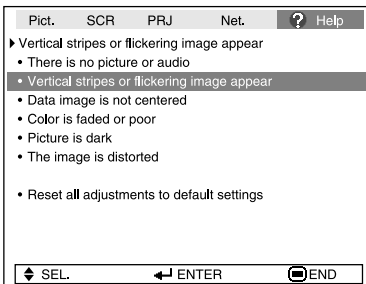 Pict. SCR PRJ Net. ? Help
Vertical stripes or flickering image appear
• There is no picture or audio
• Vertical stripes or flickering image appear
• Data image is not centered
• Color is faded or poor
• Picture is dark
• The image is distorted
• Reset all adjustments to default settings
SEL. ENTER END